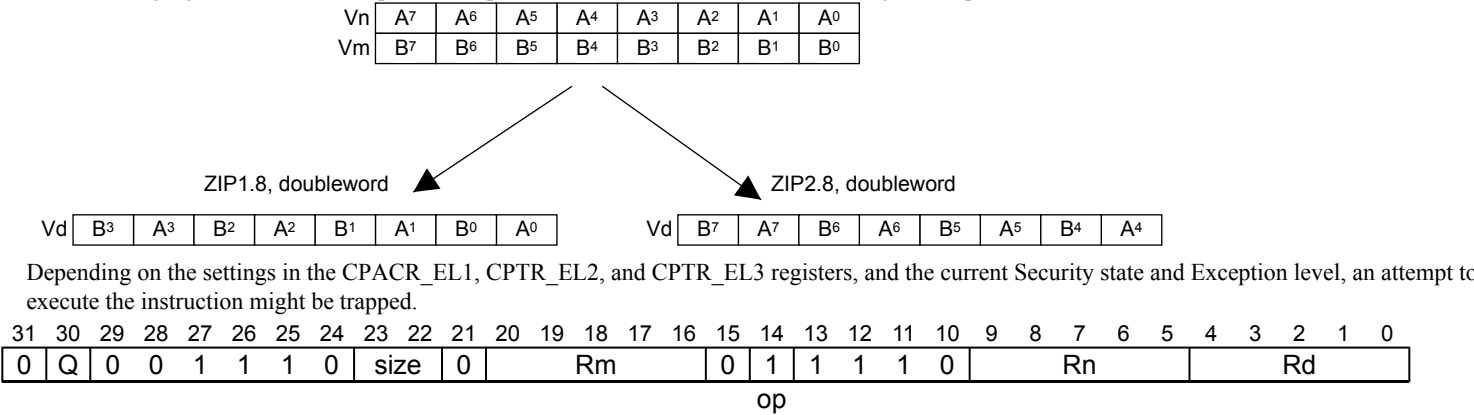 Vn A7 A6 A5 A4 A3 A2 A1 A0
Vm B7 B6 B5 B4 B3 B2 B1 B0
ZIP1.8, doubleword ZIP2.8, doubleword
Vd B3 A3 B2 A2 B1 A1 B0 A0 Vd B7 A7 B6 A6 B5 A5 B4 A4
Depending on the settings in the CPACR_EL1, CPTR_EL2, and CPTR_EL3 registers, and the current Security state and Exception level, an attempt to
execute the instruction might be trapped.
31 30 29 28 27 26 25 24 23 22 21 20 19 18 17 16 15 14 13 12 11 10 9 8 7 6 5 4 3 2 1 0
0 Q 0 0 1 1 1 0 size 0 Rm 0 1 1 1 1 0 Rn Rd
op